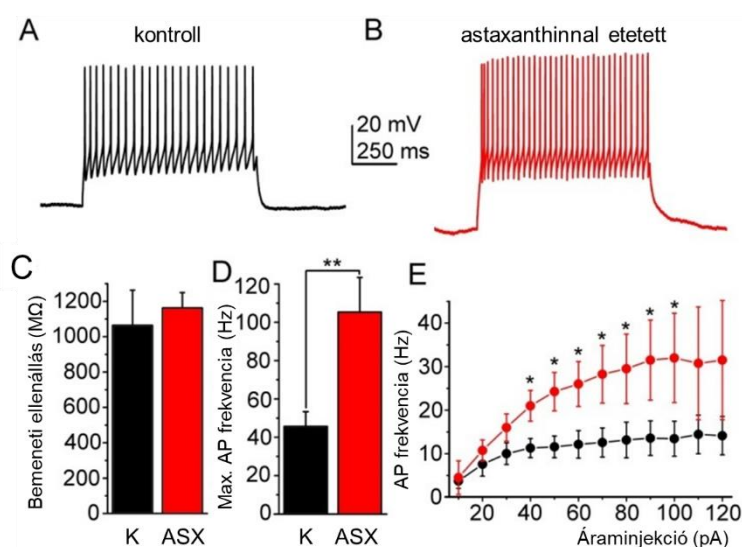 A
kontroll
B
astaxanthinnal etetett
20 mV
250 ms
C
Bemeneti ellenállás (MΩ)
1200
1000
800
600
400
200
0
K
ASX
D
**
Max. AP frekvencia (Hz)
120
100
80
60
40
20
0
K
ASX
E
* * * * * * *
AP frekvencia (Hz)
40
30
20
10
0
20
40
60
80
100
120
Áraminjekció (pA)